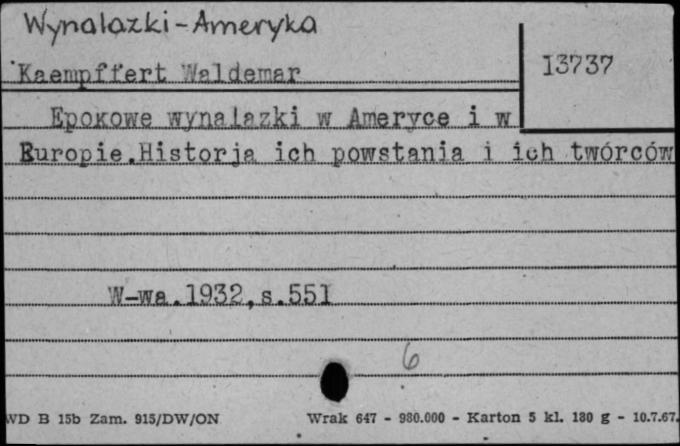 Wynalazki-Ameryka
Kaempffert Waldemar
13737
Epokowe wynalazki w Ameryce i w
Europie.Historja ich powstania i ich twórców
W-wa.1932,s.551
6
WD B 15b Zam. 915/DW/ON Wrak 647 - 980.000 - Karton 5 kl. 180 g - 10.7.67.